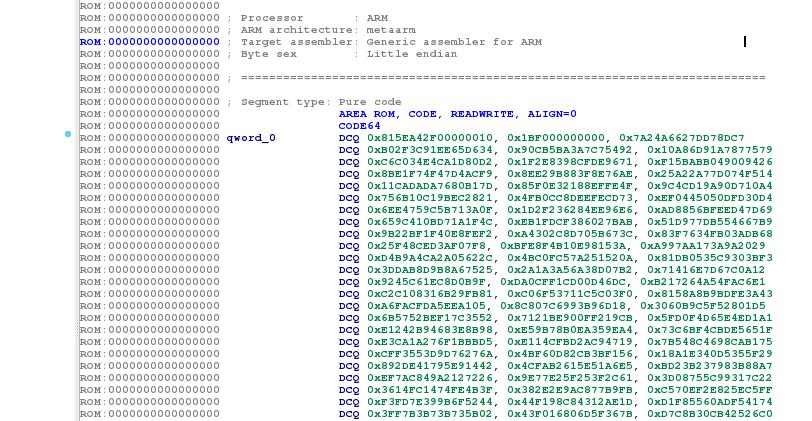 ROM:0000000000000000
ROM:0000000000000000 ; Processor       : ARM
ROM:0000000000000000 ; ARM architecture: metaarm
ROM:0000000000000000 ; Target assembler: Generic assembler for ARM
ROM:0000000000000000 ; Byte sex        : Little endian
ROM:0000000000000000
ROM:0000000000000000 ; ===========================================================================
ROM:0000000000000000
ROM:0000000000000000 ; Segment type: Pure code
ROM:0000000000000000 AREA ROM, CODE, READWRITE, ALIGN=0
ROM:0000000000000000 CODE64
ROM:0000000000000000 qword_0 DCQ 0x815EA42F00000010, 0x1BF000000000, 0x7A24A6627DD78DC7
ROM:0000000000000000 DCQ 0xB02F3C91EE65D634, 0x90CB5BA3A7C75492, 0x10A86D91A7877579
ROM:0000000000000000 DCQ 0xC6C034E4CA1D80D2, 0x1F2E8398CFDE9671, 0xF15BABB049009426
ROM:0000000000000000 DCQ 0x8BE1F74F47D4ACF9, 0x8EE29B883F8E76AE, 0x25A22A77D074F514
ROM:0000000000000000 DCQ 0x11CADADA7680B17D, 0x85F0E32188EFFE4F, 0x9C4CD19A90D710A4
ROM:0000000000000000 DCQ 0x756B10C19BEC2821, 0x4FB0CC8DEEFECD73, 0xEF0445050DFD30D4
ROM:0000000000000000 DCQ 0x6EE4759C5B713A0F, 0x1D2F236284EE96E6, 0xAD8856BFEED47D69
ROM:0000000000000000 DCQ 0x659C410BD71A1F4C, 0xEB1FDCF386027BAB, 0x51D977DB554667B9
ROM:0000000000000000 DCQ 0x9B22BF1F40E8FEF2, 0xA4302C8D705B673C, 0x83F7634FB03ADB68
ROM:0000000000000000 DCQ 0x25F48CED3AF07F8, 0xBFE8F4B10E98153A, 0xA997AA173A9A2029
ROM:0000000000000000 DCQ 0xD4B9A4CA2A05622C, 0x4BC0FC57A251520A, 0x81DB0535C9303BF3
ROM:0000000000000000 DCQ 0x3DDAB8D9B8A67525, 0x2A1A3A56A38D07B2, 0x71416E7D67C0A12
ROM:0000000000000000 DCQ 0x9245C61EC8D0B9F, 0xDA0CFF1CD00D46DC, 0xB217264A54FAC6E1
ROM:0000000000000000 DCQ 0xC2C108316B29FB81, 0xC06F53711C5C03F0, 0x8158A8B9BDFE3A43
ROM:0000000000000000 DCQ 0xA6FACFDA5EEA105, 0x8C807C6993B96D18, 0x3060B9C5F52801D5
ROM:0000000000000000 DCQ 0x6B5752BEF17C3552, 0x7121BE900FF219CB, 0x5FD0F4D65E4ED1A1
ROM:0000000000000000 DCQ 0xE1242B94683E8B98, 0xE59B78B0EA359EA4, 0x73C6BF4CBDE5651F
ROM:0000000000000000 DCQ 0xE3CA1A276F1BBBD5, 0xE114CFBD2AC94719, 0x7B548C4698CAB175
ROM:0000000000000000 DCQ 0xCFF3553D9D76276A, 0x4BF60D82CB3BF156, 0x18A1E340D5355F29
ROM:0000000000000000 DCQ 0x892DE41795E91442, 0x4CFAB2615E51A6E5, 0xBD23B237983B88A7
ROM:0000000000000000 DCQ 0xEF7AC849A2127226, 0x9E77E25F253F2C61, 0x3D08755C99317C22
ROM:0000000000000000 DCQ 0x3614FC1474FE4B3F, 0x382E2E9AC877B9FB, 0xC570EF2E825EC5FF
ROM:0000000000000000 DCQ 0xF3FD7E399B6F5244, 0x44F198C84312AE1D, 0xD1F85560ADF54174
ROM:0000000000000000 DCQ 0x3FF7B3B73B735B02, 0x43F016806D5F367B, 0xD7C8B30CB42526C0